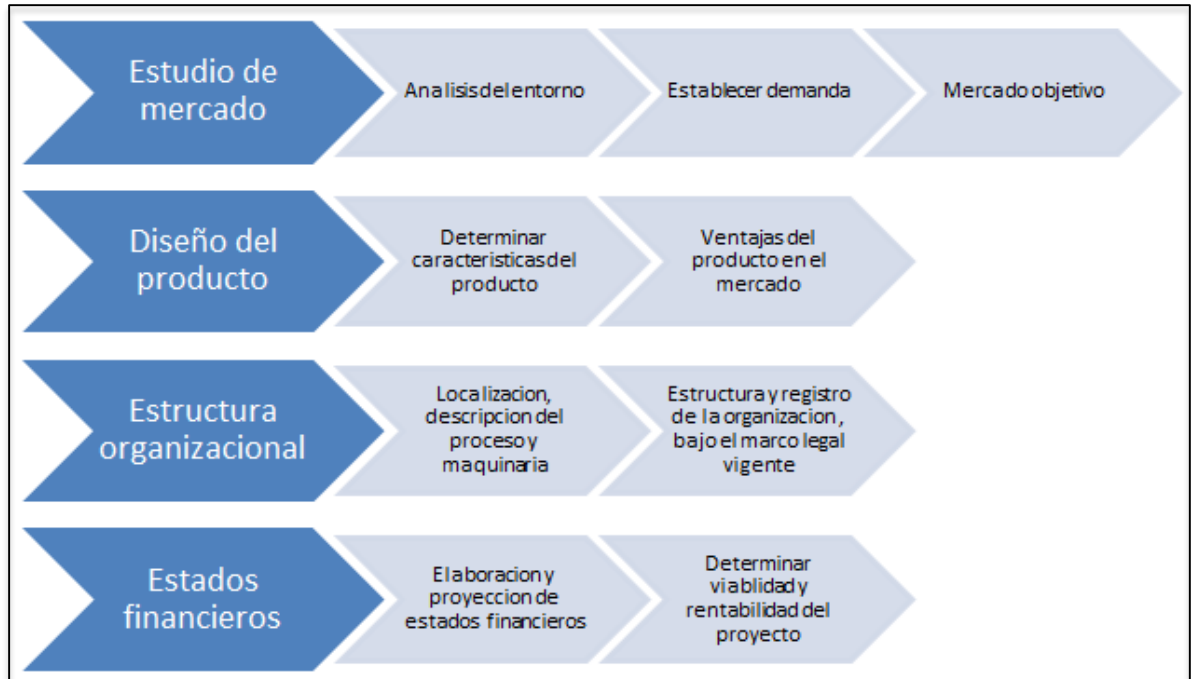 Estudio de
mercado
Analisis del entorno
Establecer demanda
Mercado objetivo
Diseño del
producto
Determinar
caracteristicas del
producto
Ventajas del
producto en el
mercado
Estructura
organizacional
Localizacion,
descripcion del
proceso y
maquinaria
Estructura y registro
de la organizacion,
bajo el marco legal
vigente
Estados
financieros
Elaboracion y
proyeccion de
estados financieros
Determinar
viablidad y
rentabilidad del
proyecto